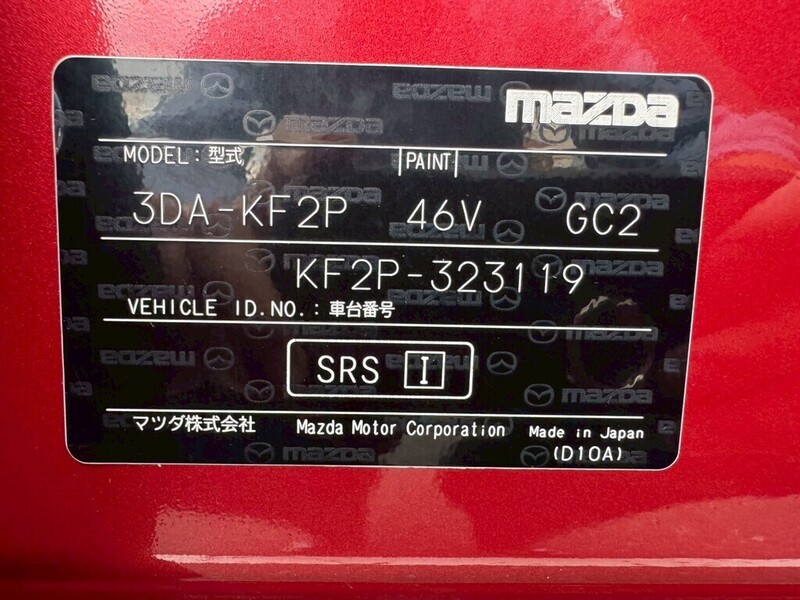 mazda
MODEL: 型式 PAINT
3DA-KF2P 46V GC2
KF2P-323119
VEHICLE ID.NO.: 車台番号
SRS I
マツダ株式会社 Mazda Motor Corporation Made in Japan
(D10A)